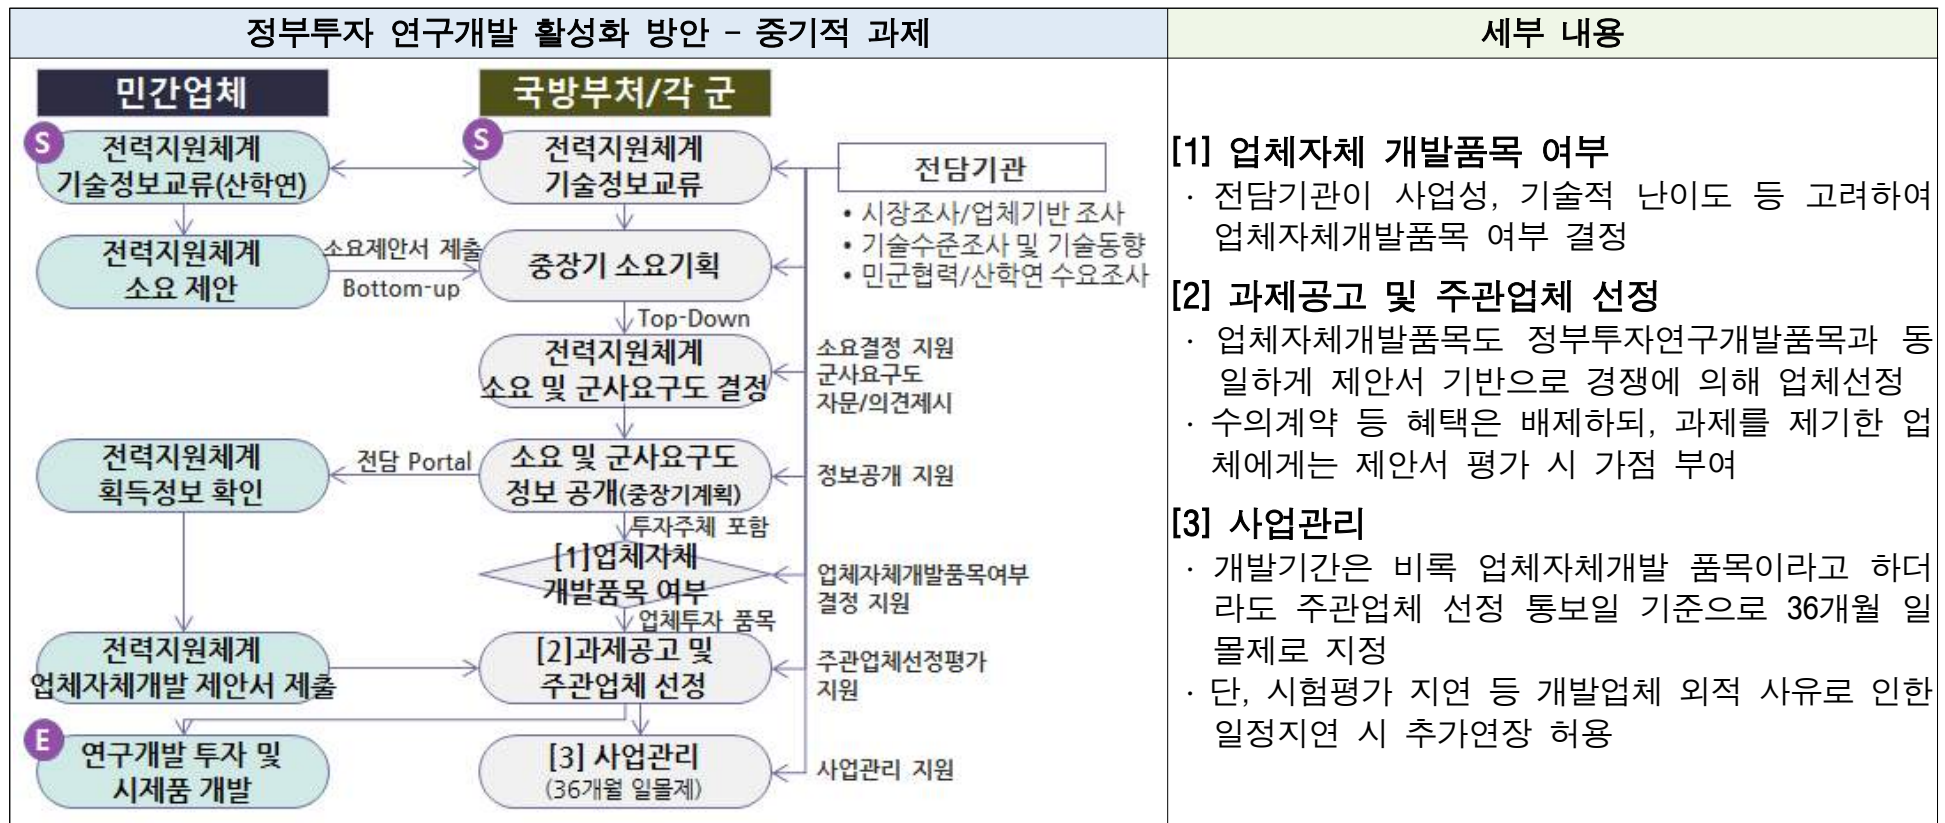 정부투자 연구개발 활성화 방안 – 중기적 과제
세부 내용
민간업체
국방부처/각 군
S
전력지원체계
기술정보교류(산학연)
S
전력지원체계
기술정보교류
전담기관
• 시장조사/업체기반 조사
• 기술수준조사 및 기술동향
• 민군협력/산학연 수요조사
전력지원체계
소요 제안
소요제안서 제출
Bottom-up
중장기 소요기획
Top-Down
전력지원체계
소요 및 군사요구도 결정
소요결정 지원
군사요구도
자문/의견제시
전력지원체계
획득정보 확인
전담 Portal
소요 및 군사요구도
정보 공개(중장기계획)
정보공개 지원
투자주체 포함
[1]업체자체
개발품목 여부
업체자체개발품목여부
결정 지원
업체투자 품목
전력지원체계
업체자체개발 제안서 제출
[2]과제공고 및
주관업체 선정
주관업체선정평가
지원
E
연구개발 투자 및
시제품 개발
[3] 사업관리
(36개월 일몰제)
사업관리 지원
[1] 업체자체 개발품목 여부
· 전담기관이 사업성, 기술적 난이도 등 고려하여
업체자체개발품목 여부 결정
[2] 과제공고 및 주관업체 선정
· 업체자체개발품목도 정부투자연구개발품목과 동
일하게 제안서 기반으로 경쟁에 의해 업체선정
· 수의계약 등 혜택은 배제하되, 과제를 제기한 업
체에게는 제안서 평가 시 가점 부여
[3] 사업관리
· 개발기간은 비록 업체자체개발 품목이라고 하더
라도 주관업체 선정 통보일 기준으로 36개월 일
몰제로 지정
· 단, 시험평가 지연 등 개발업체 외적 사유로 인한
일정지연 시 추가연장 허용